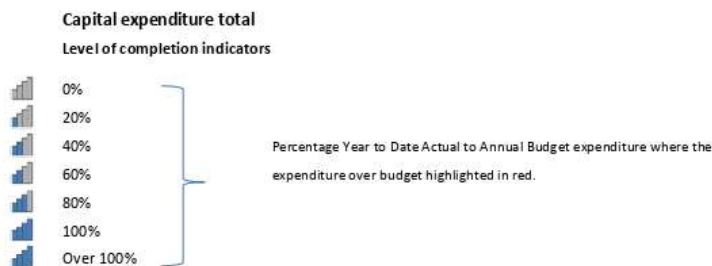 Capital expenditure total
Level of completion indicators
0%
20%
40%
Percentage Year to Date Actual to Annual Budget expenditure where the
60%
expenditure over budget highlighted in red.
80%
100%
Over 100%